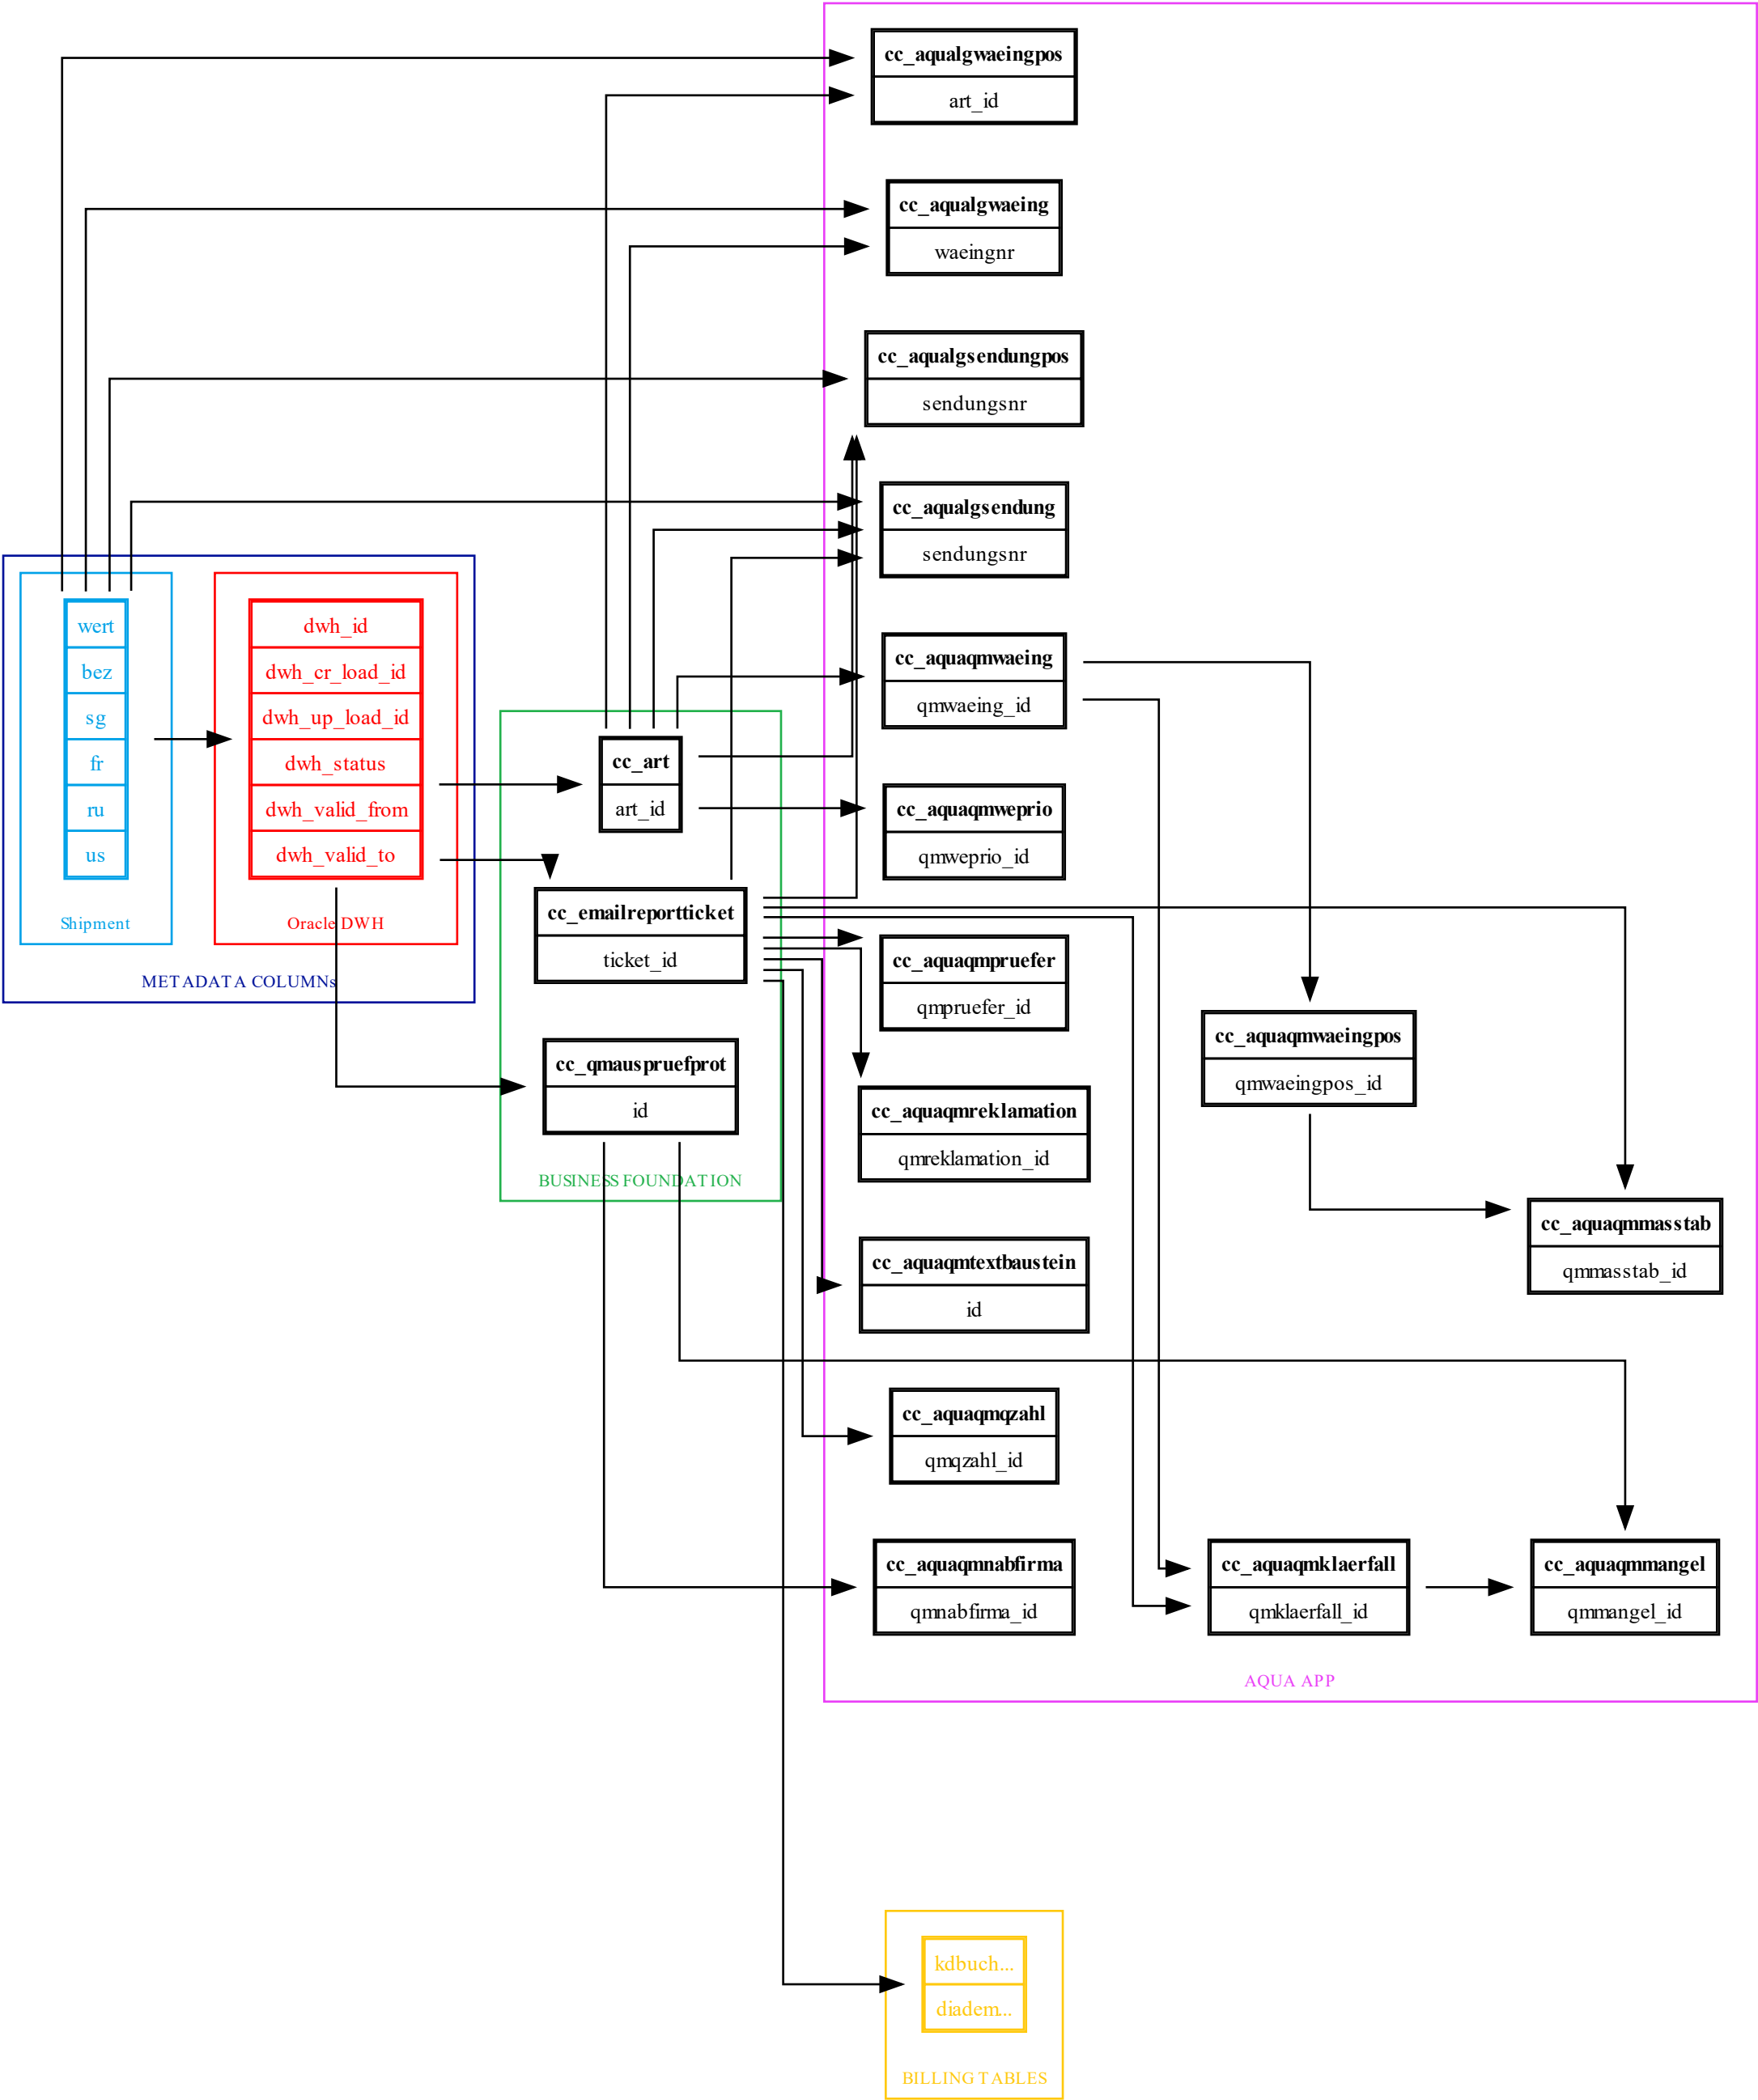 wert
bez
sg
fr
ru
us
Shipment
dwh_id
dwh_cr_load_id
dwh_up_load_id
dwh_status
dwh_valid_from
dwh_valid_to
Oracle DWH
METADATA COLUMNs
cc_art
art_id
cc_emailreportticket
ticket_id
cc_qmauspruefprot
id
BUSINESS FOUNDATION
cc_aqualgwaeingpos
art_id
cc_aqualgwaeing
waeingnr
cc_aqualgsendungpos
sendungsnr
cc_aqualgsendung
sendungsnr
cc_aquaqmwaeing
qmwaeing_id
cc_aquaqmweprio
qmweprio_id
cc_aquaqmpruefer
qmpruefer_id
cc_aquaqmreklamation
qmreklamation_id
cc_aquaqmtextbaustein
id
cc_aquaqmqzahl
qmqzahl_id
cc_aquaqmnabfirma
qmnabfirma_id
cc_aquaqmwaeingpos
qmwaeingpos_id
cc_aquaqmklaerfall
qmklaerfall_id
cc_aquaqmmasstab
qmmasstab_id
cc_aquaqmmangel
qmmangel_id
AQUA APP
kdbuch...
diadem...
BILLING TABLES